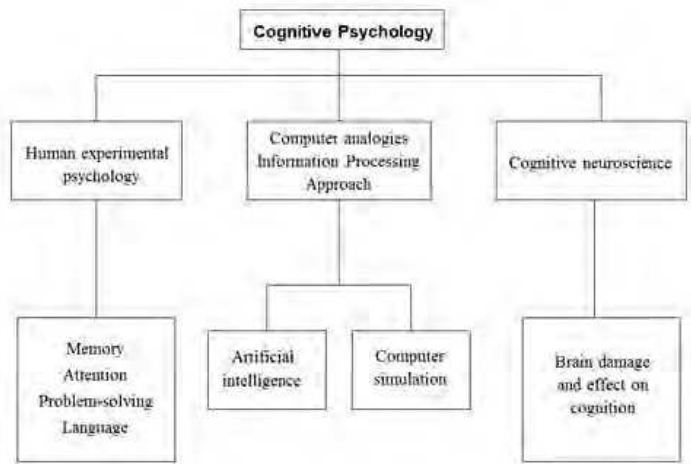 Cognitive Psychology
Human experimental
psychology
Computer analogies
Information Processing
Approach
Cognitive neuroscience
Memory
Attention
Problem-solving
Language
Artificial
intelligence
Computer
simulation
Brain damage
and effect on
cognition